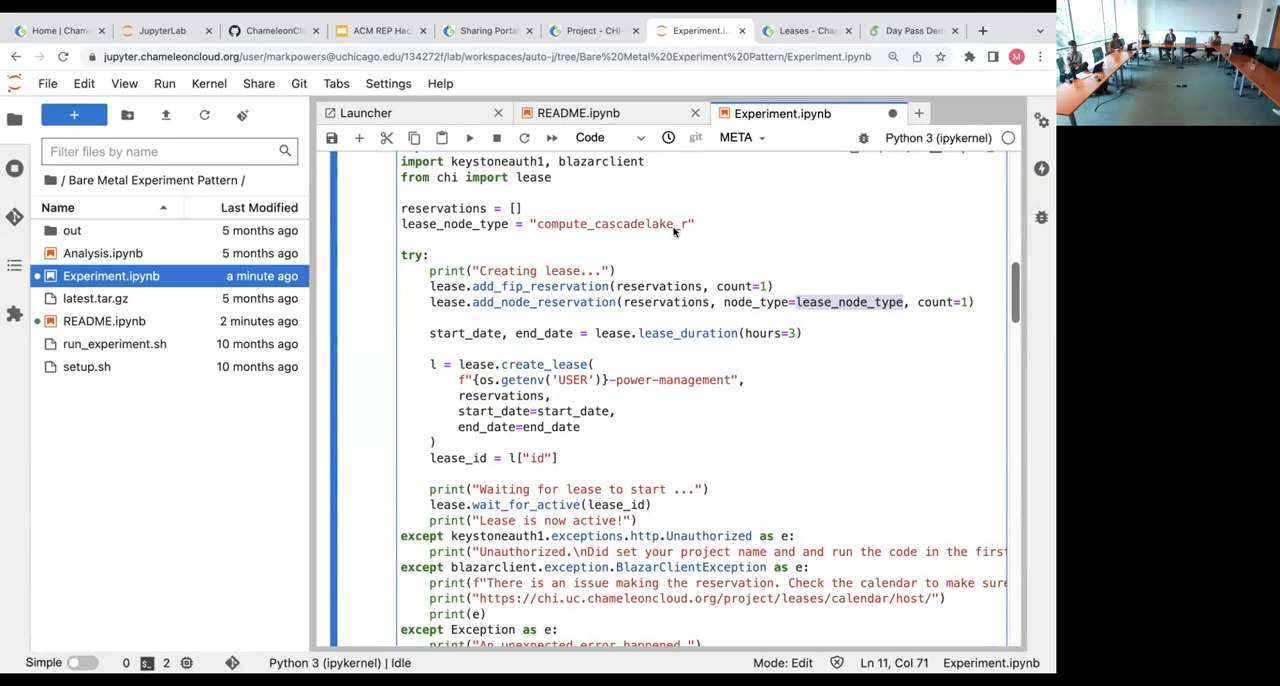 Home | Cham
JupyterLab
ChameleonCl
ACM REP Hac
Sharing Porta
Project - CHI-
Experiment.i
Leases - Char
Day Pass Dem
jupyter.chameleoncloud.org/user/markpowers@uchicago.edu/134272f/lab/workspaces/auto-j/tree/Bare%20Metal%20Experiment%20Pattern/Experiment.ipynb
M
File Edit View Run Kernel Share Git Tabs Settings Help
Launcher
README.ipynb
Experiment.ipynb
Code
git
META
Python 3 (ipykernel)
Filter files by name
/ Bare Metal Experiment Pattern /
Name Last Modified
out 5 months ago
Analysis.ipynb 5 months ago
Experiment.ipynb a minute ago
latest.tar.gz 5 months ago
README.ipynb 2 minutes ago
run_experiment.sh 10 months ago
setup.sh 10 months ago
import keystoneauth1, blazarclient
from chi import lease
reservations = []
lease_node_type = "compute_cascadelake_r"
try:
print("Creating lease...")
lease.add_fip_reservation(reservations, count=1)
lease.add_node_reservation(reservations, node_type=lease_node_type, count=1)
start_date, end_date = lease.lease_duration(hours=3)
l = lease.create_lease(
f"{os.getenv('USER')}-power-management",
reservations,
start_date=start_date,
end_date=end_date
)
lease_id = l["id"]
print("Waiting for lease to start ...")
lease.wait_for_active(lease_id)
print("Lease is now active!")
except keystoneauth1.exceptions.http.Unauthorized as e:
print("Unauthorized.\nDid set your project name and and run the code in the firs
except blazarclient.exception.BlazarClientException as e:
print(f"There is an issue making the reservation. Check the calendar to make sure
print("https://chi.uc.chameleoncloud.org/project/leases/calendar/host/")
print(e)
except Exception as e:
print("An unexpected error happened.")
Simple 0 2 Python 3 (ipykernel) | Idle Mode: Edit Ln 11, Col 71 Experiment.ipynb